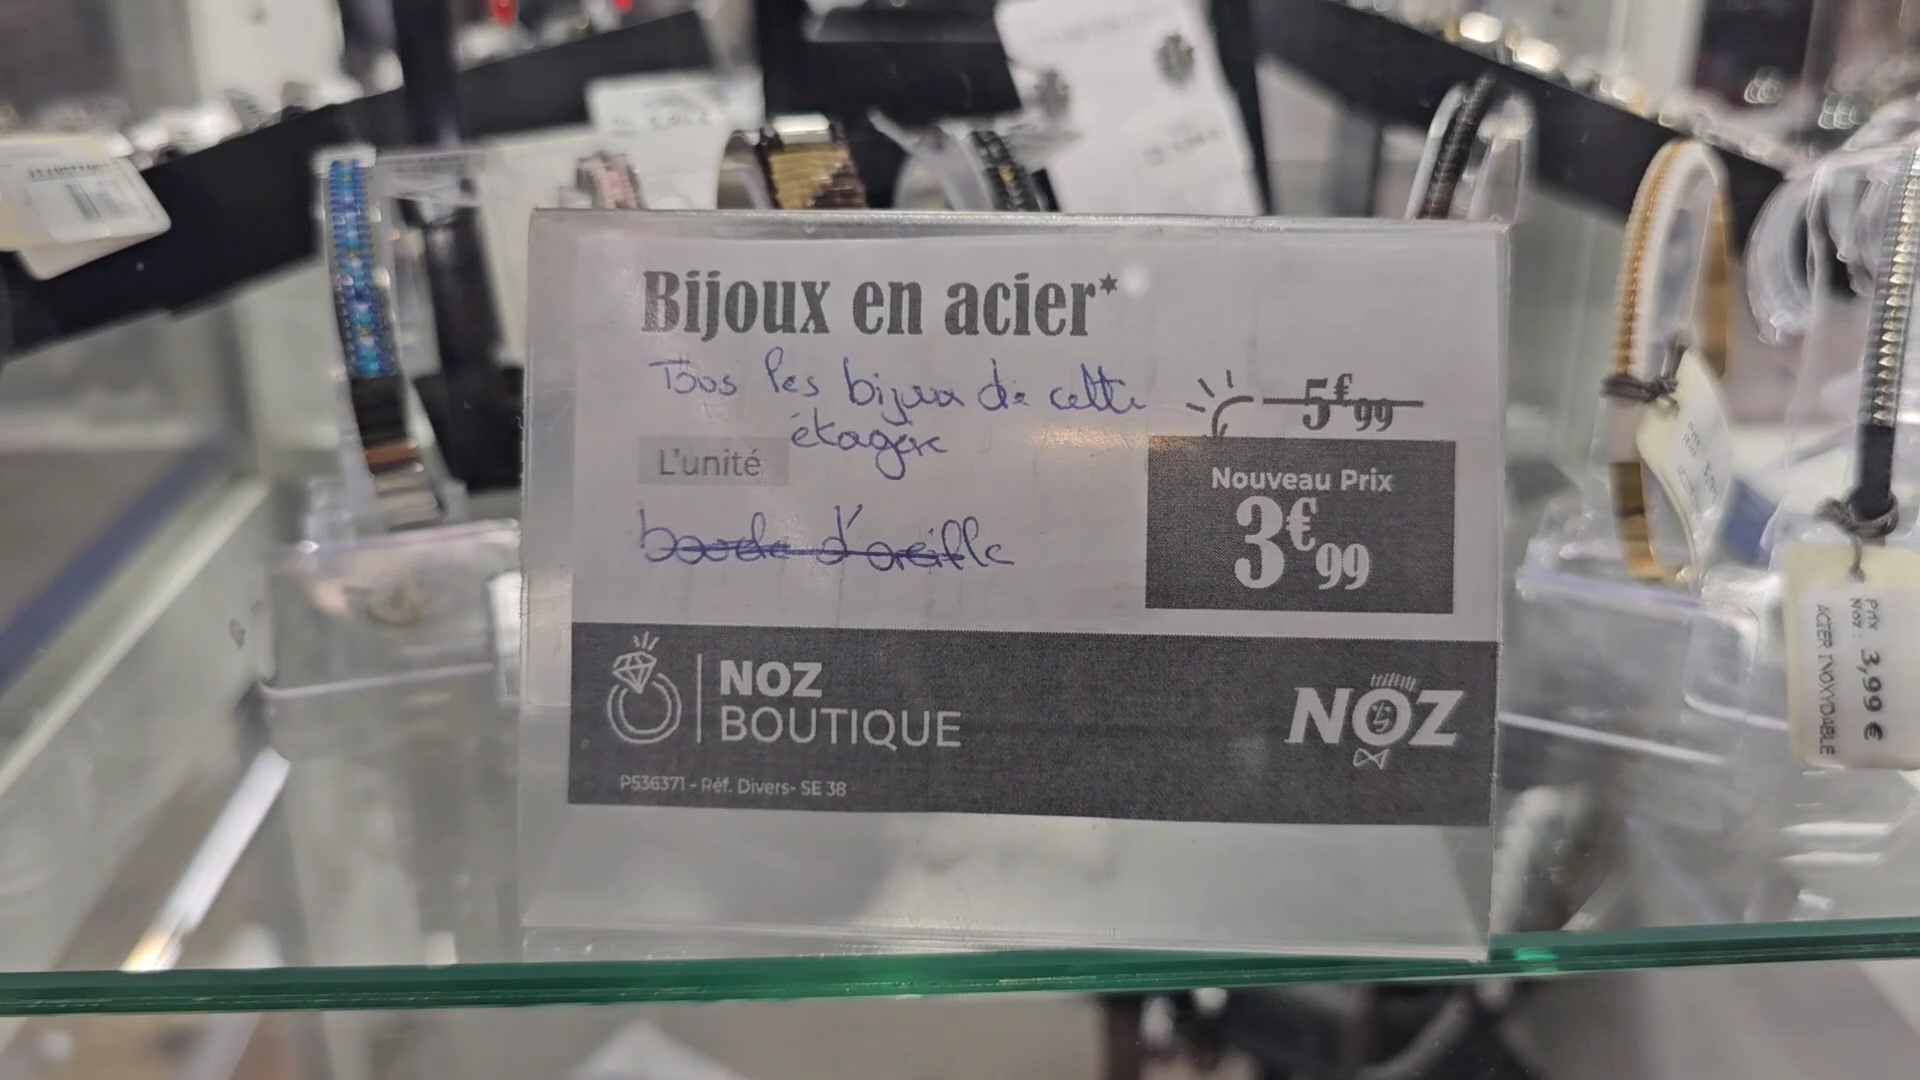 Bijoux en acier*
Tous les bijoux de cette
étagère
L'unité
boucle d'oreille
5€99
Nouveau Prix
3€99
NOZ
BOUTIQUE
NOZ
PS36371 - Réf. Divers- SE 38
Prix
Noz : 3,99 €
ACIER INOXYDABLE